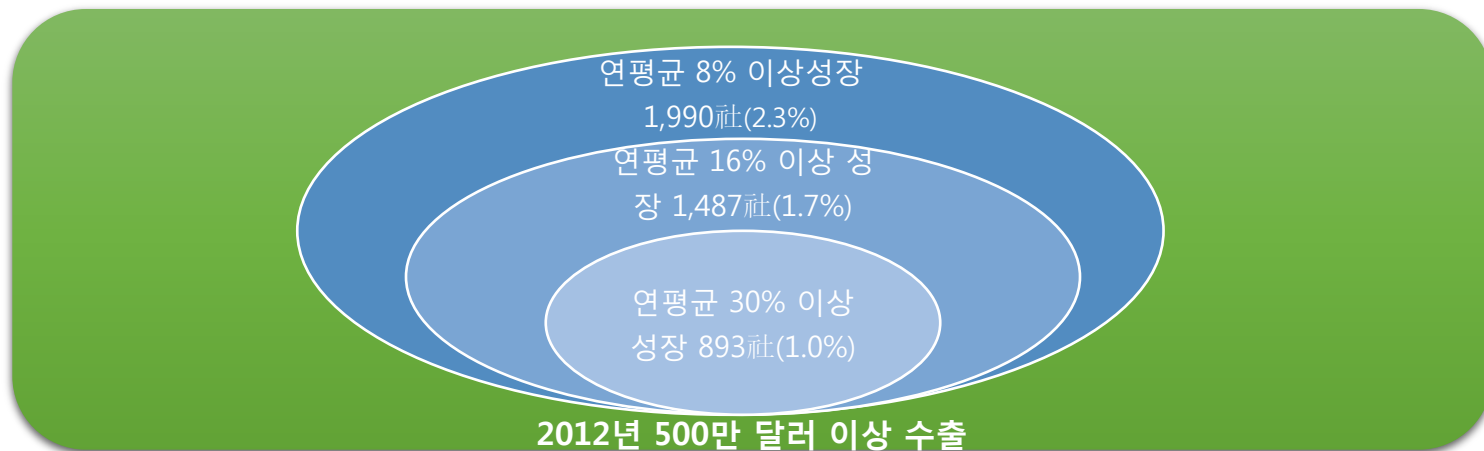 연평균 8% 이상성장
1,990社(2.3%)
연평균 16% 이상 성
장 1,487社(1.7%)
연평균 30% 이상
성장 893社(1.0%)
2012년 500만 달러 이상 수출